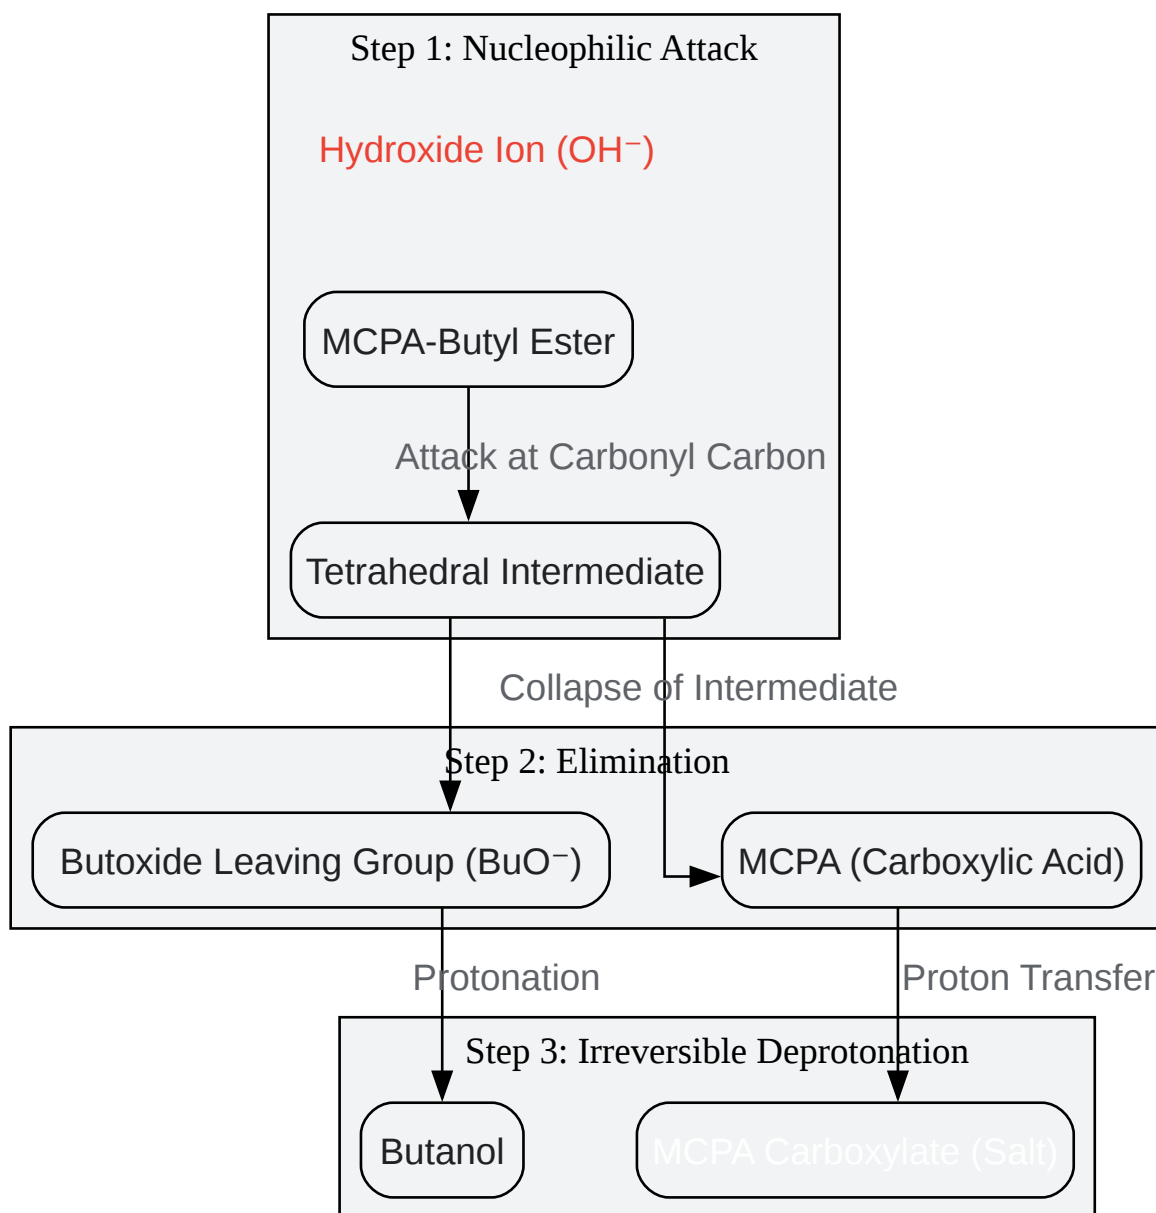 Step 1: Nucleophilic Attack
Hydroxide Ion (OH⁻)
MCPA-Butyl Ester
Attack at Carbonyl Carbon
Tetrahedral Intermediate
Collapse of Intermediate
Step 2: Elimination
Butoxide Leaving Group (BuO⁻)
MCPA (Carboxylic Acid)
Protonation
Proton Transfer
Step 3: Irreversible Deprotonation
Butanol
MCPA Carboxylate (Salt)